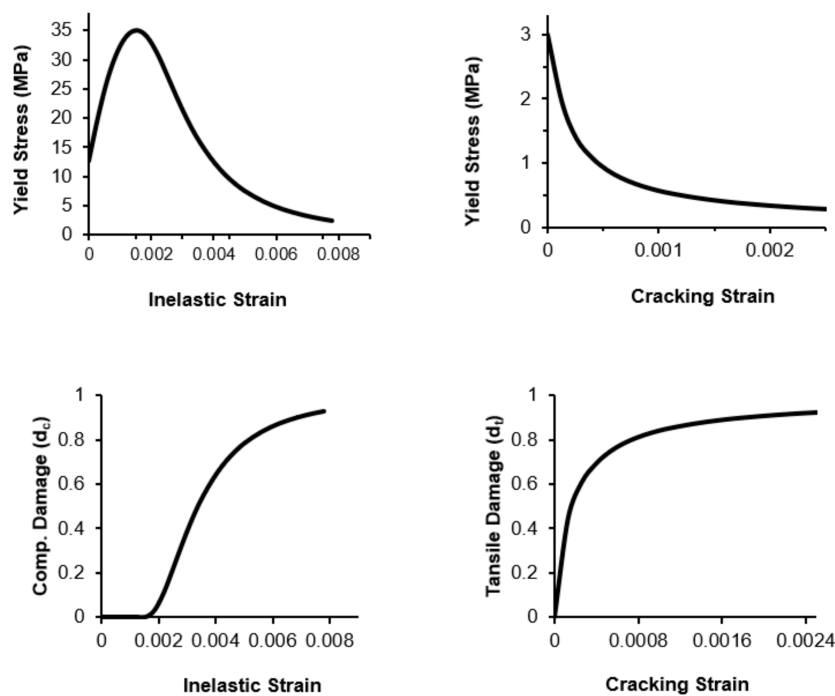 35
30
25
20
15
10
5
0
Yield Stress (MPa)
0 0.002 0.004 0.006 0.008
Inelastic Strain
3
2
1
0
Yield Stress (MPa)
0 0.001 0.002
Cracking Strain
1
0.8
0.6
0.4
0.2
0
Comp. Damage (dc)
0 0.002 0.004 0.006 0.008
Inelastic Strain
1
0.8
0.6
0.4
0.2
0
Tansile Damage (dt)
0 0.0008 0.0016 0.0024
Cracking Strain